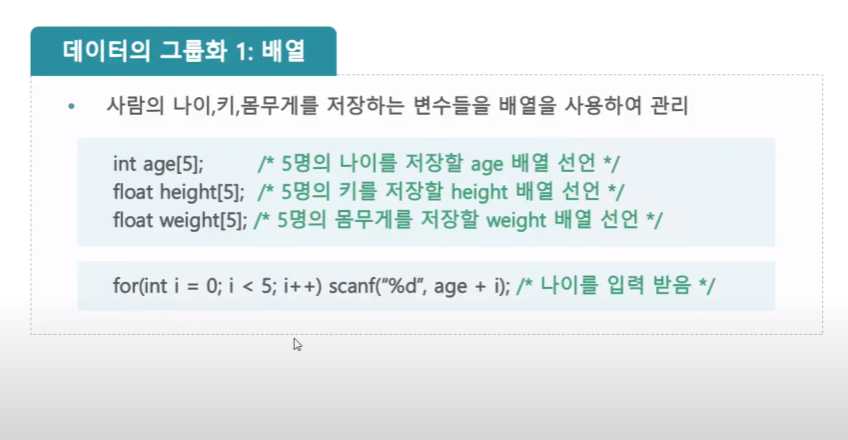 데이터의 그룹화 1: 배열
• 사람의 나이,키,몸무게를 저장하는 변수들을 배열을 사용하여 관리
int age[5]; /* 5명의 나이를 저장할 age 배열 선언 */
float height[5]; /* 5명의 키를 저장할 height 배열 선언 */
float weight[5]; /* 5명의 몸무게를 저장할 weight 배열 선언 */
for(int i = 0; i < 5; i++) scanf(“%d”, age + i); /* 나이를 입력 받음 */